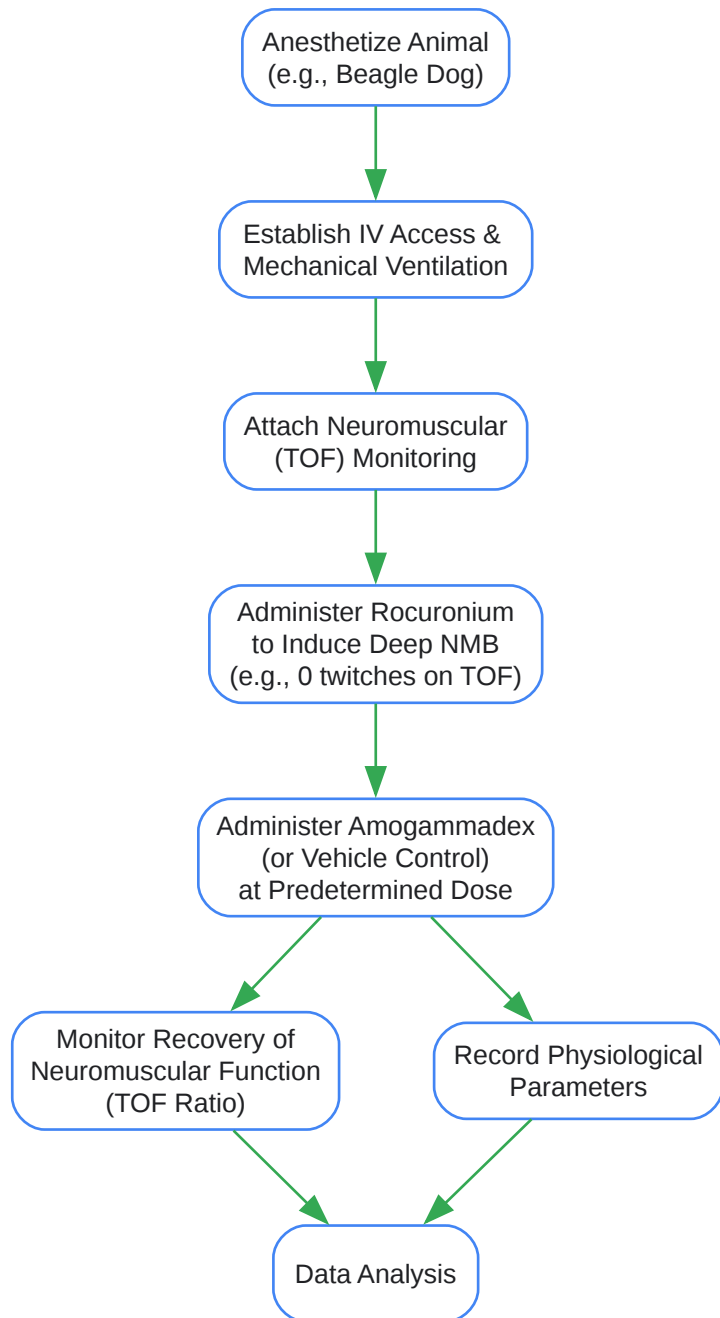 Anesthetize Animal
(e.g., Beagle Dog)
Establish IV Access &
Mechanical Ventilation
Attach Neuromuscular
(TOF) Monitoring
Administer Rocuronium
to Induce Deep NMB
(e.g., 0 twitches on TOF)
Administer Amogammadex
(or Vehicle Control)
at Predetermined Dose
Monitor Recovery of
Neuromuscular Function
(TOF Ratio)
Record Physiological
Parameters
Data Analysis